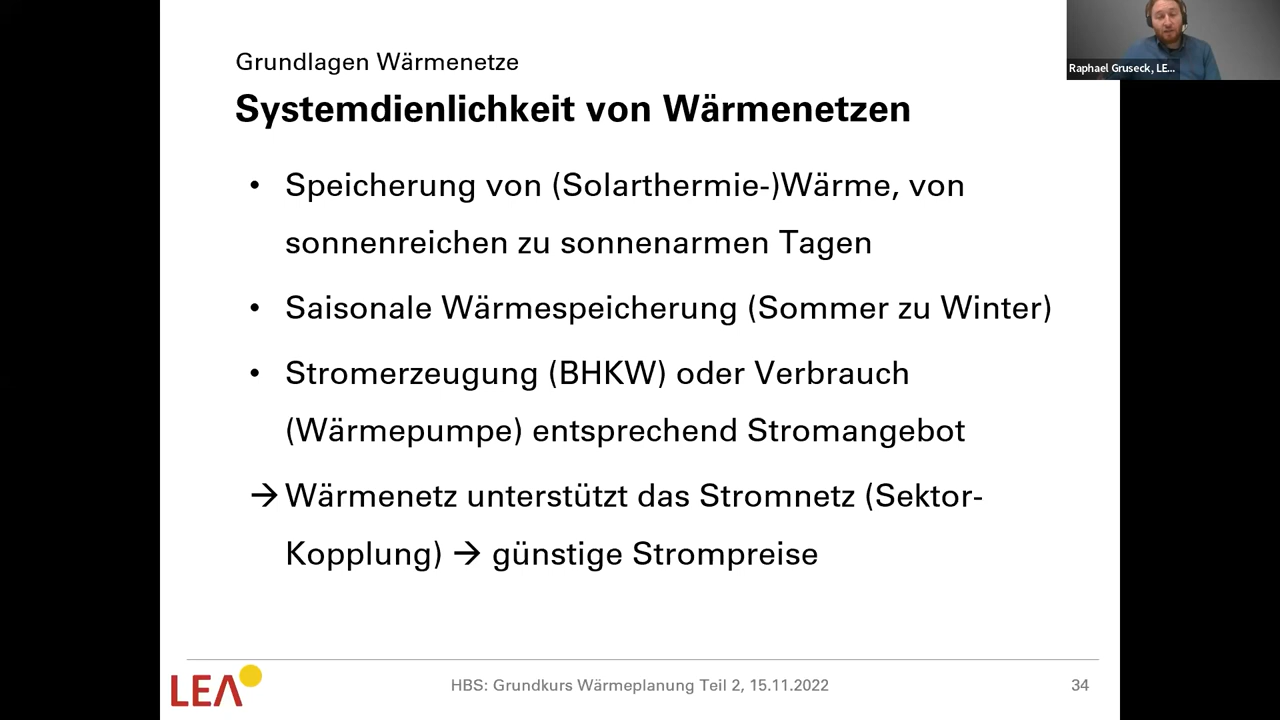 Raphael Gruseck, LE...
Grundlagen Wärmenetze
Systemdienlichkeit von Wärmenetzen
• Speicherung von (Solarthermie-)Wärme, von
sonnenreichen zu sonnenarmen Tagen
• Saisonale Wärmespeicherung (Sommer zu Winter)
• Stromerzeugung (BHKW) oder Verbrauch
(Wärmepumpe) entsprechend Stromangebot
→ Wärmenetz unterstützt das Stromnetz (Sektor-
Kopplung) → günstige Strompreise
LEA
HBS: Grundkurs Wärmeplanung Teil 2, 15.11.2022
34